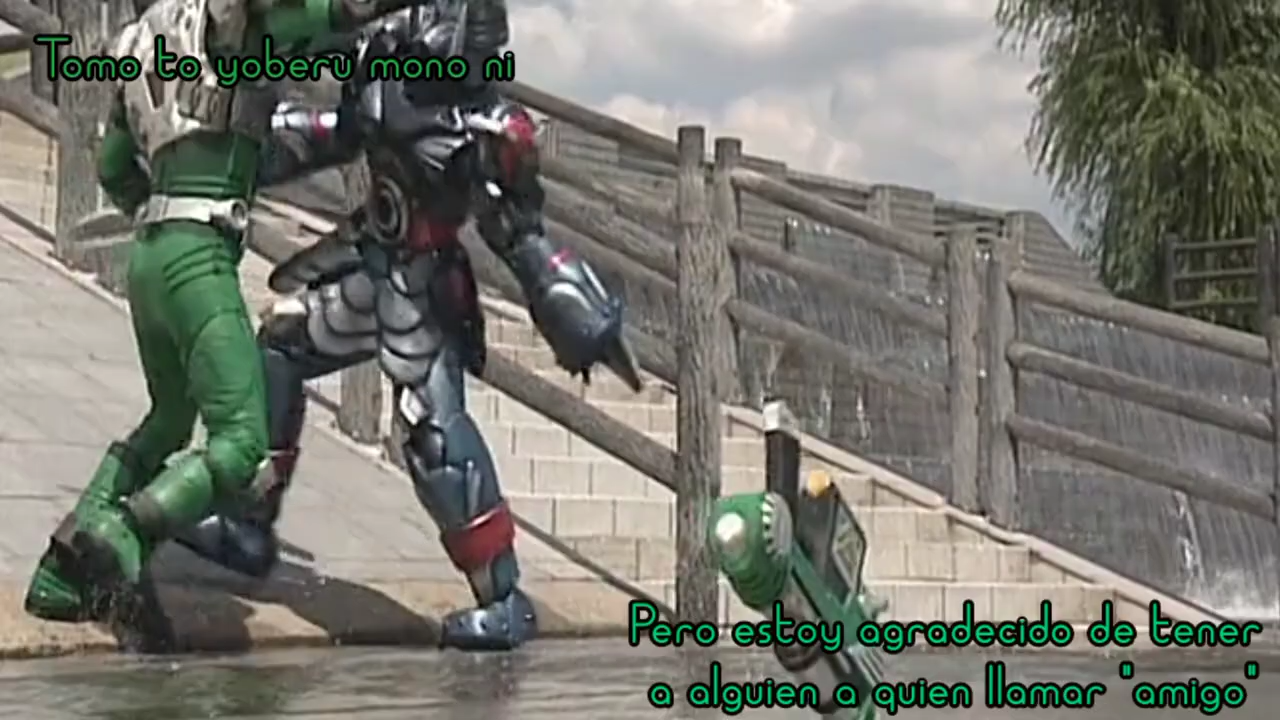 Tomo to yoberu mono ni
Pero estoy agradecido de tener
a alguien a quien llamar "amigo"